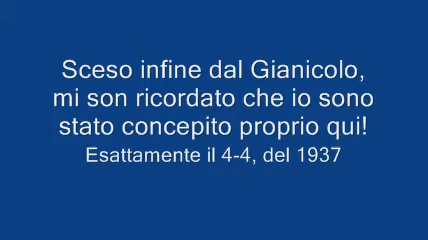 Sceso infine dal Gianicolo,
mi son ricordato che io sono
stato concepito proprio qui!
Esattamente il 4-4, del 1937